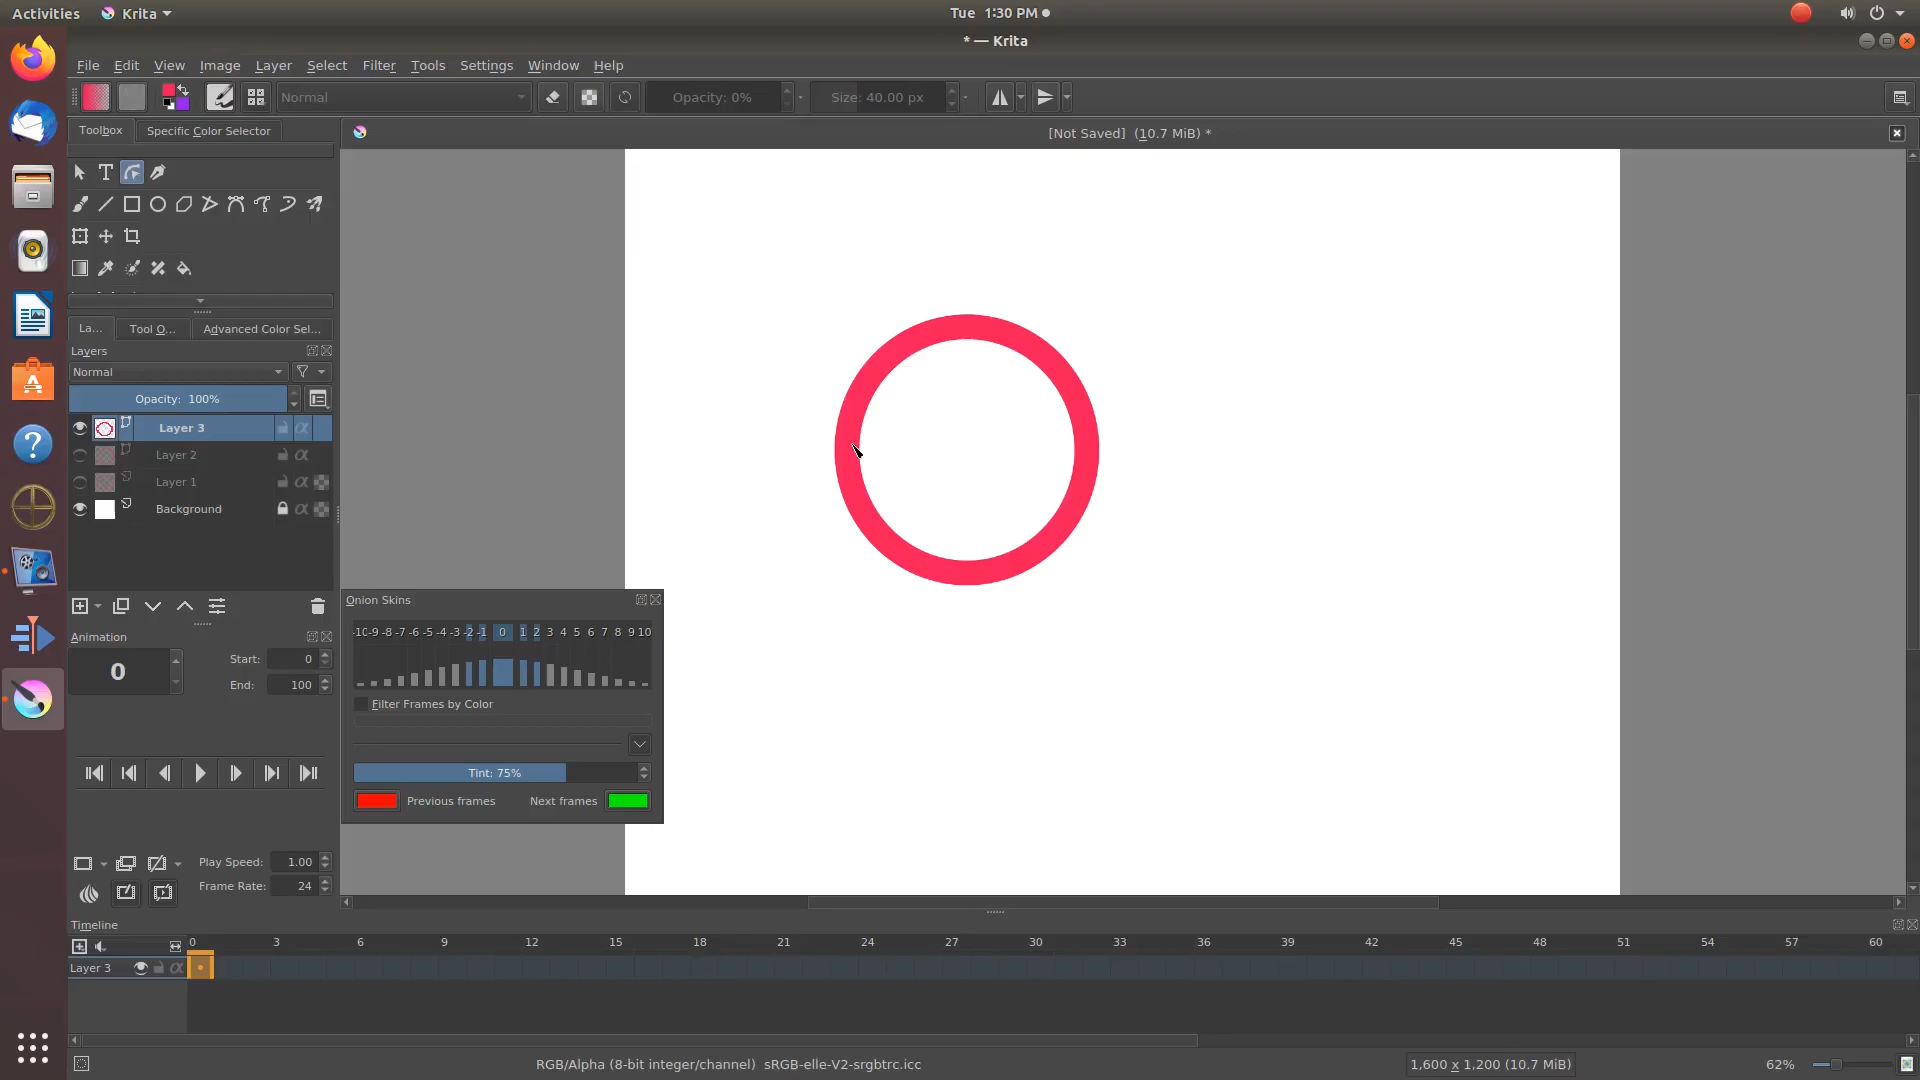 Activities Krita Tue 1:30 PM
* — Krita
File Edit View Image Layer Select Filter Tools Settings Window Help
Normal Opacity: 0% Size: 40.00 px
Toolbox Specific Color Selector [Not Saved] (10.7 MiB) *
La... Tool O... Advanced Color Sel...
Layers
Normal
Opacity: 100%
Layer 3
Layer 2
Layer 1
Background
Onion Skins
-10 -9 -8 -7 -6 -5 -4 -3 -2 -1 0 1 2 3 4 5 6 7 8 9 10
Filter Frames by Color
Tint: 75%
Previous frames Next frames
Animation
0 Start: 0
End: 100
Play Speed: 1.00
Frame Rate: 24
Timeline
0 3 6 9 12 15 18 21 24 27 30 33 36 39 42 45 48 51 54 57 60
Layer 3
RGB/Alpha (8-bit integer/channel) sRGB-elle-V2-srgbtrc.icc 1,600 x 1,200 (10.7 MiB) 62%